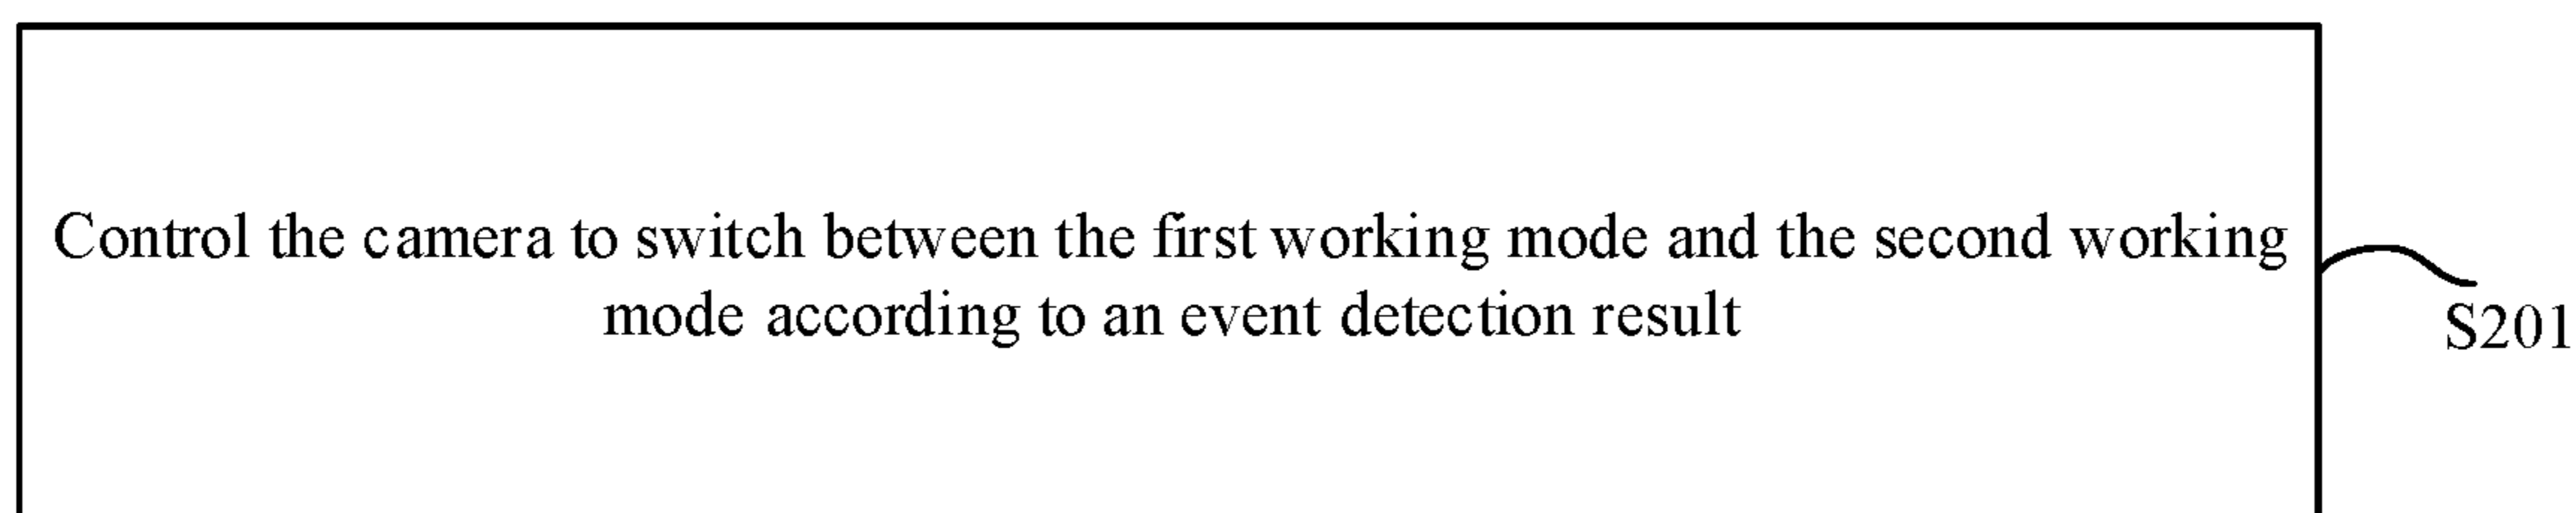 Control the camera to switch between the first working mode and the second working
mode according to an event detection result
S201